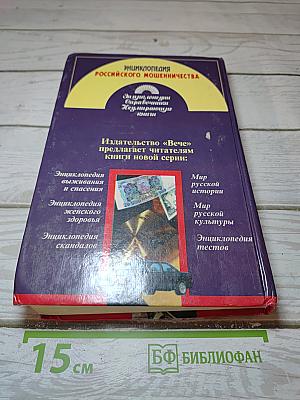 ЭНЦИКЛОПЕДИЯ
РОССИЙСКОГО МОШЕННИЧЕСТВА
Энциклопедии
Справочники
Неумирающие
книги
Издательство «Вече»
предлагает читателям
книги новой серии:
Энциклопедия
выживания
и спасения
Энциклопедия
женского
здоровья
Энциклопедия
скандалов
Мир
русской
истории
Мир
русской
культуры
Энциклопедия
тестов
15 см
БФ БИБЛИОФАН